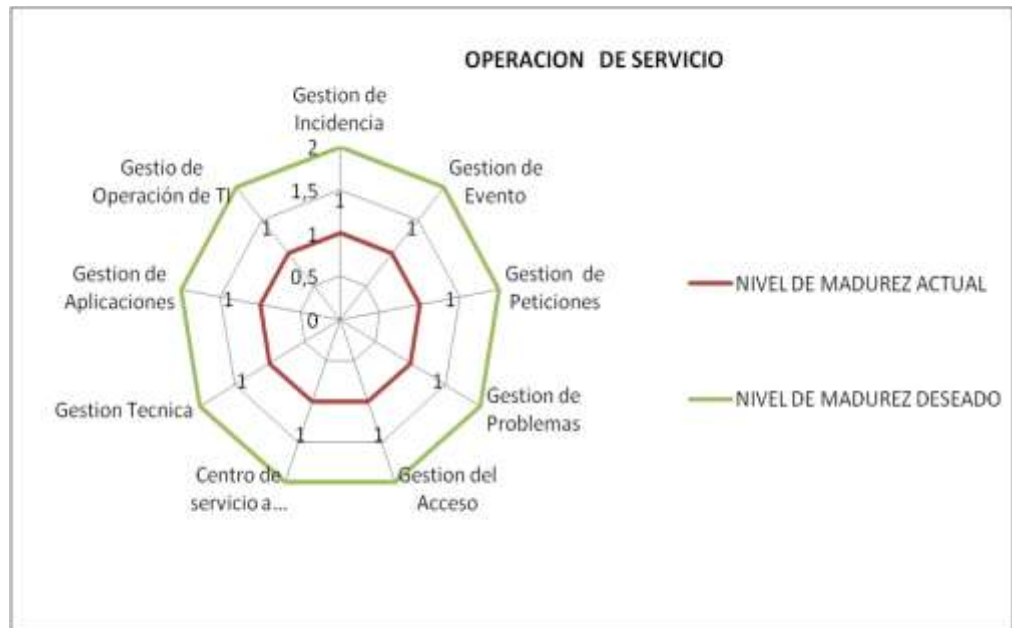 OPERACION DE SERVICIO
Gestion de
Incidencia
Gestion de
Evento
Gestion de
Peticiones
Gestion de
Problemas
Gestion del
Acceso
Centro de
servicio a...
Gestion Tecnica
Gestion de
Aplicaciones
Gestio de
Operación de TI
2
1,5
1
0,5
0
1
1
1
1
1
1
1
1
1
NIVEL DE MADUREZ ACTUAL
NIVEL DE MADUREZ DESEADO